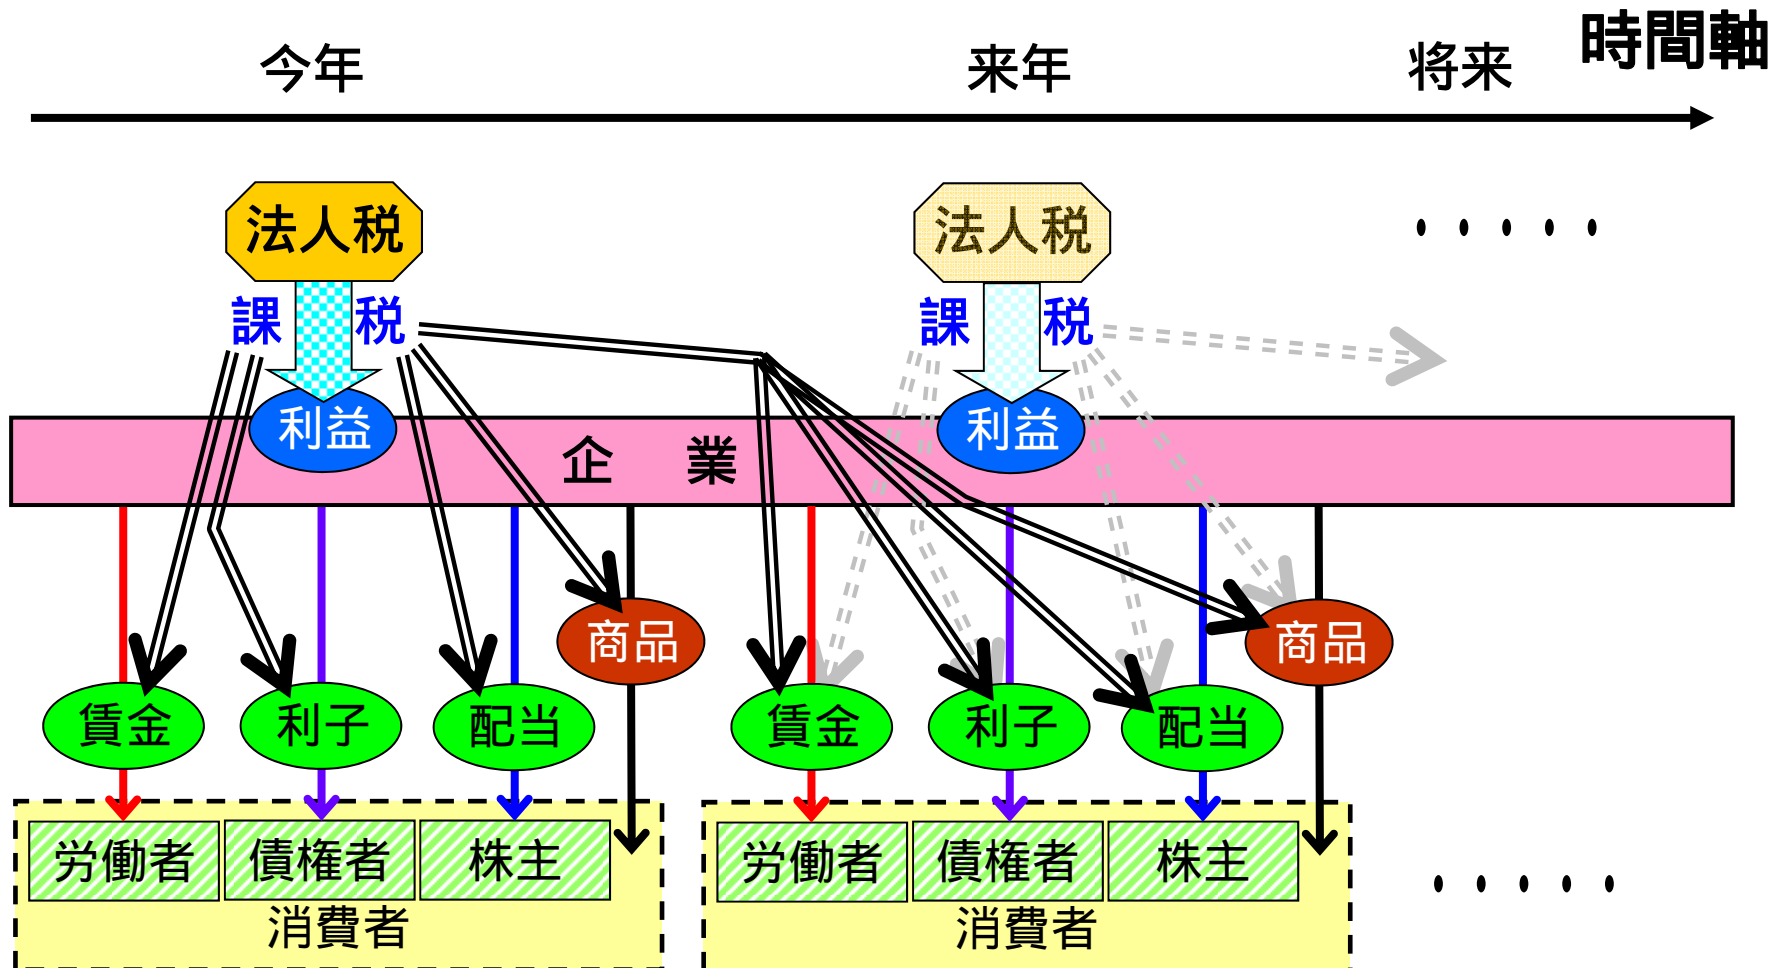 時間軸
今年 来年 将来
法人税 法人税 ・・・・・
課 税 課 税
利益 利益
企 業
商品 商品
賃金 利子 配当 賃金 利子 配当
労働者 債権者 株主 労働者 債権者 株主 ・・・・・
消費者 消費者